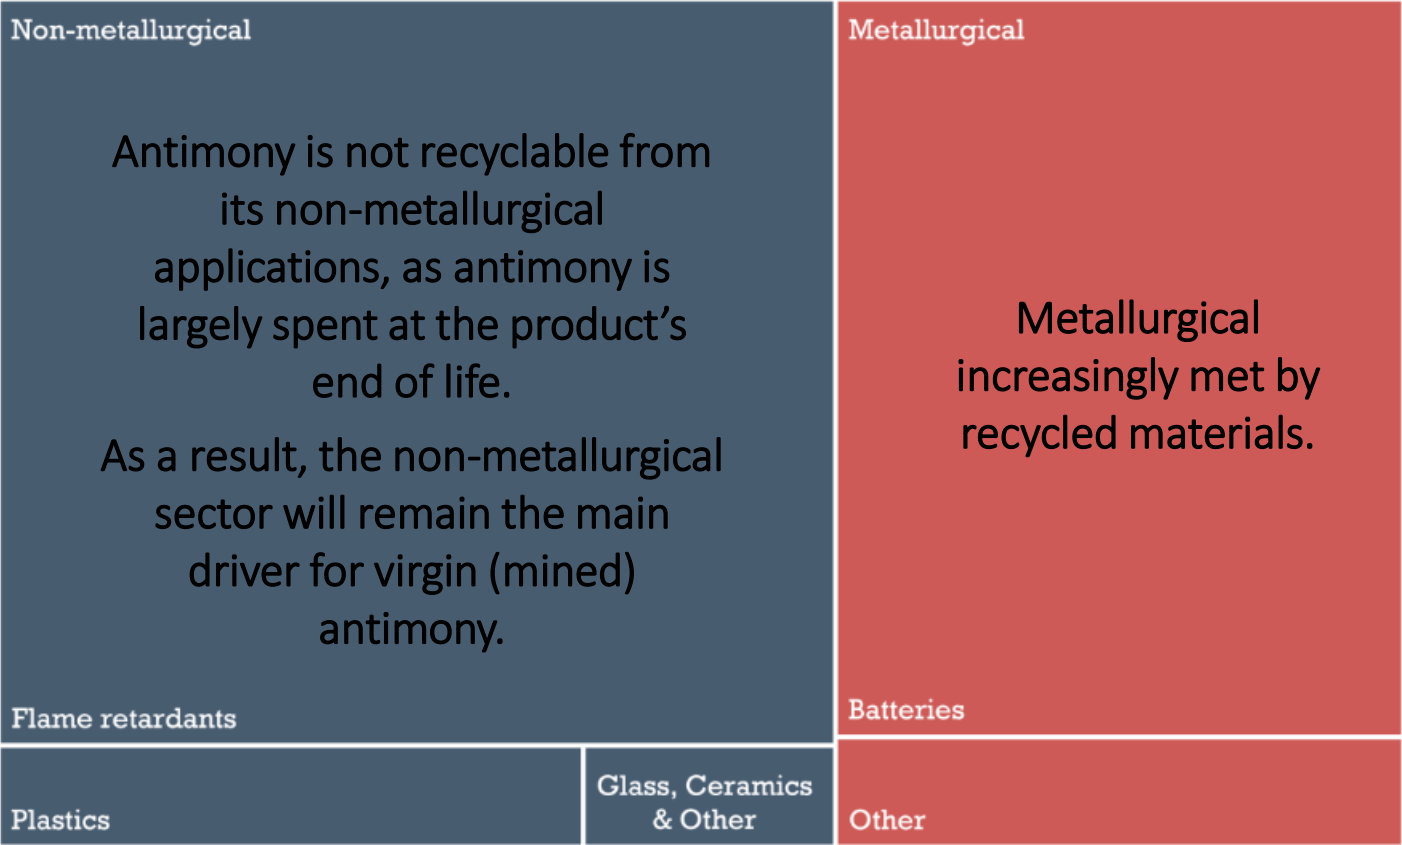 Non-metallurgical
Antimony is not recyclable from
its non-metallurgical
applications, as antimony is
largely spent at the product’s
end of life.
As a result, the non-metallurgical
sector will remain the main
driver for virgin (mined)
antimony.
Flame retardants
Plastics
Glass, Ceramics
& Other
Metallurgical
Metallurgical
increasingly met by
recycled materials.
Batteries
Other